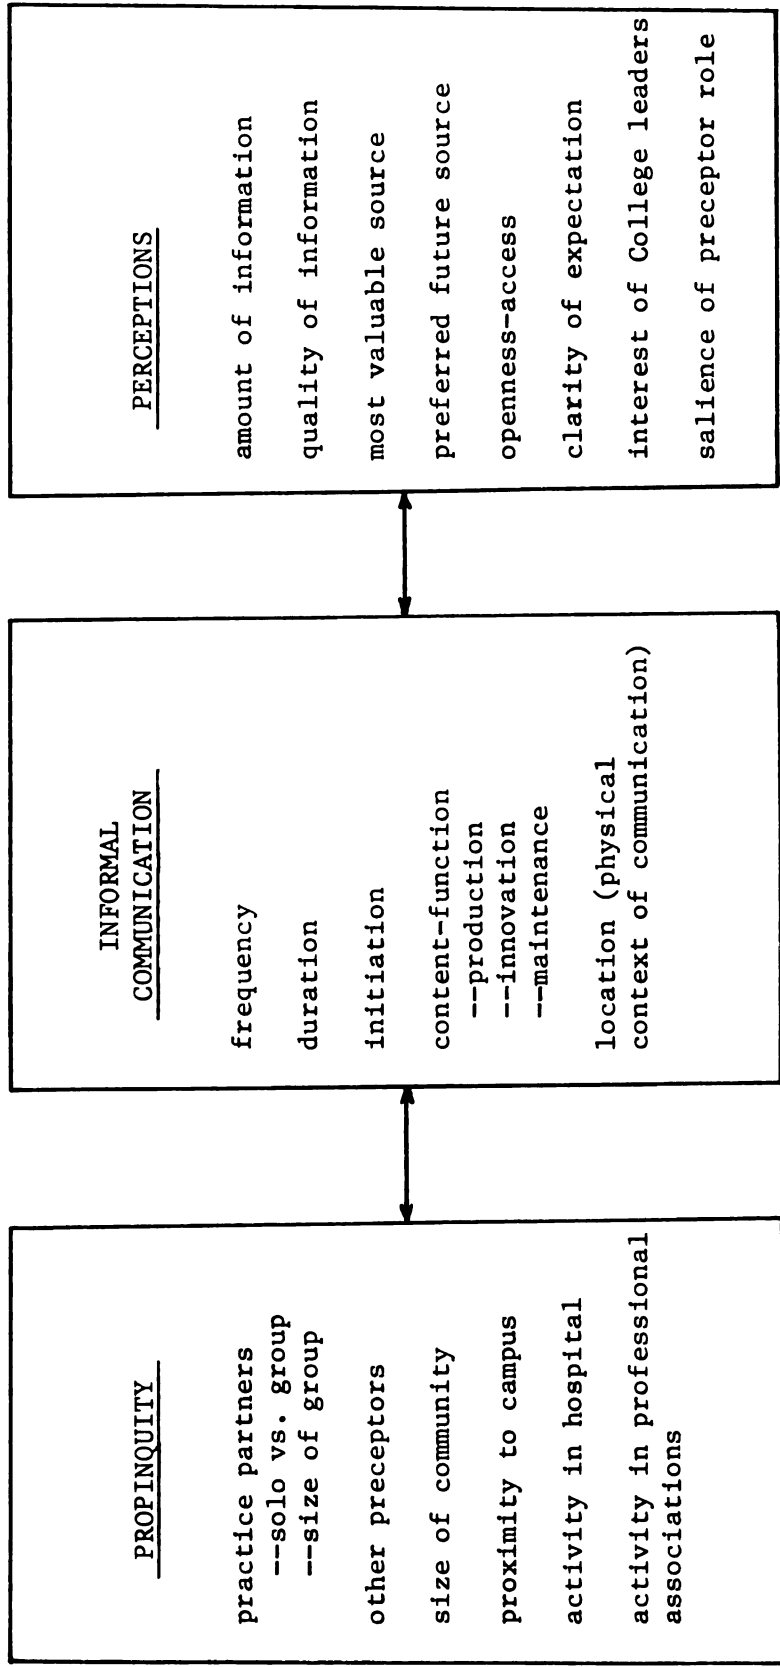 PROPINQUITY
practice partners
--solo vs. group
--size of group
other preceptors
size of community
proximity to campus
activity in hospital
activity in professional
associations
INFORMAL
COMMUNICATION
frequency
duration
initiation
content-function
--production
--innovation
--maintenance
location (physical
context of communication)
PERCEPTIONS
amount of information
quality of information
most valuable source
preferred future source
openness-access
clarity of expectation
interest of College leaders
salience of preceptor role